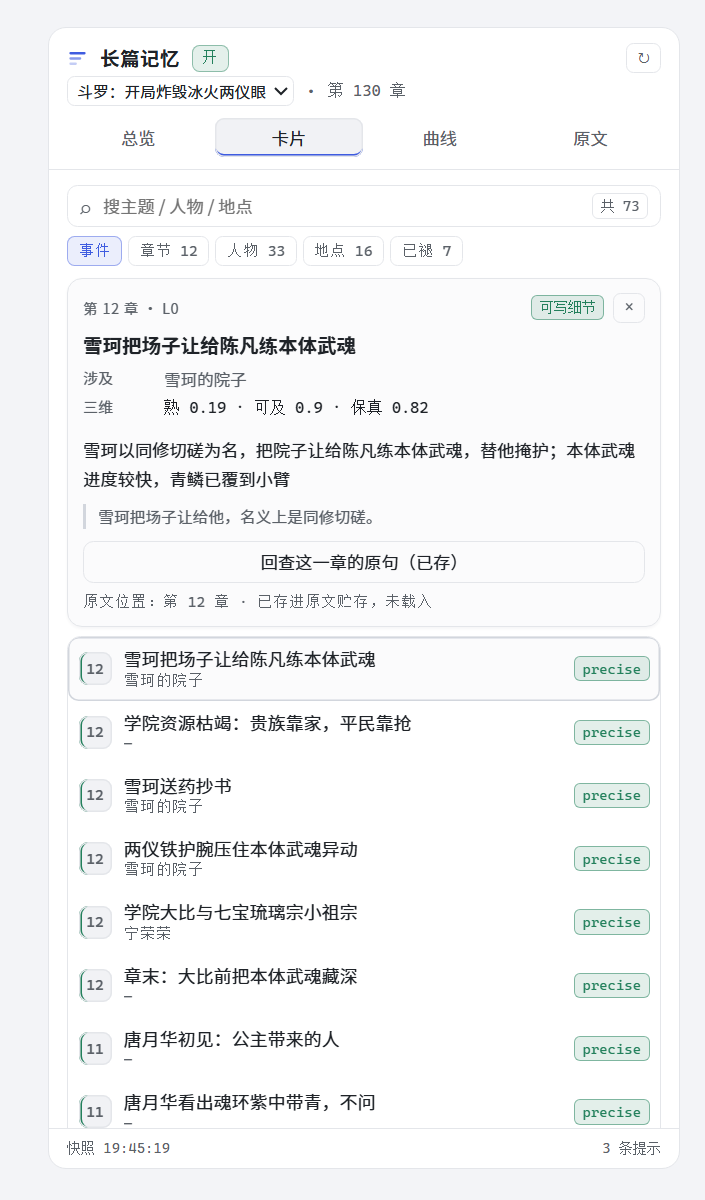 长篇记忆 开 ↻
斗罗：开局炸毁冰火两仪眼 · 第 130 章
总览 卡片 曲线 原文
搜主题 / 人物 / 地点 共 73
事件 章节 12 人物 33 地点 16 已褪 7
第 12 章 · L0 可写细节 ×
雪珂把场子让给陈凡练本体武魂
涉及 雪珂的院子
三维 熟 0.19 · 可及 0.9 · 保真 0.82
雪珂以同修切磋为名，把院子让给陈凡练本体武魂，替他掩护；本体武魂
进度较快，青鳞已覆到小臂
雪珂把场子让给他，名义上是同修切磋。
回查这一章的原句（已存）
原文位置：第 12 章 · 已存进原文贮存，未载入
12 雪珂把场子让给陈凡练本体武魂 precise
雪珂的院子
12 学院资源枯竭：贵族靠家，平民靠抢 precise
—
12 雪珂送药抄书 precise
雪珂的院子
12 两仪铁护腕压住本体武魂异动 precise
雪珂的院子
12 学院大比与七宝琉璃宗小祖宗 precise
宁荣荣
12 章末：大比前把本体武魂藏深 precise
—
11 唐月华初见：公主带来的人 precise
—
11 唐月华看出魂环紫中带青，不问 precise
—
快照 19:45:19 3 条提示